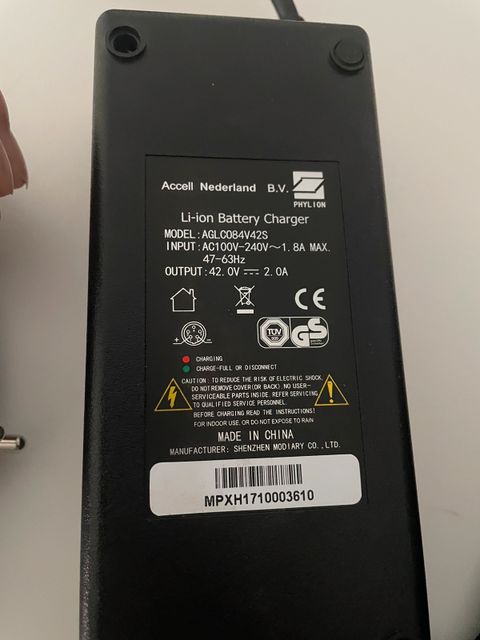 Accell Nederland B.V.
PHYLION
Li-ion Battery Charger
MODEL:AGLC084V42S
INPUT:AC100V-240V～1.8A MAX.
47-63Hz
OUTPUT:42.0V⎓2.0A
CE
TÜV
GS
CHARGING
CHARGE-FULL OR DISCONNECT
CAUTION: TO REDUCE THE RISK OF ELECTRIC SHOCK,
DO NOT REMOVE COVER(OR BACK). NO USER-
SERVICEABLE PARTS INSIDE. REFER SERVICING
TO QUALIFIED SERVICE PERSONNEL.
BEFORE CHARGING READ THE INSTRUCTIONS!
FOR INDOOR USE, OR DO NOT EXPOSE TO RAIN
MADE IN CHINA
MANUFACTURER: SHENZHEN MODIARY CO.,LTD.
MPXH1710003610